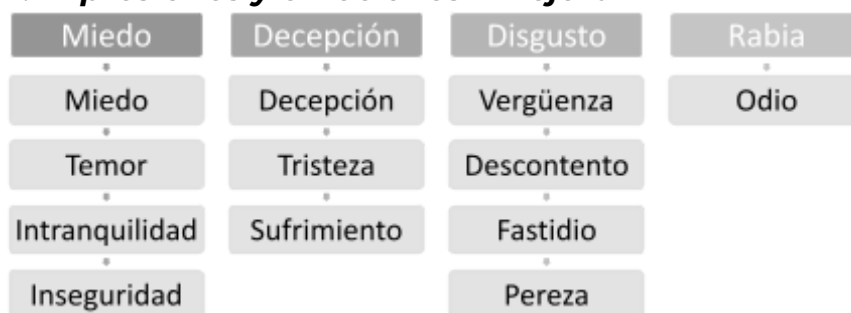 Miedo Decepción Disgusto Rabia
Miedo Decepción Vergüenza Odio
Temor Tristeza Descontento
Intranquilidad Sufrimiento Fastidio
Inseguridad Pereza